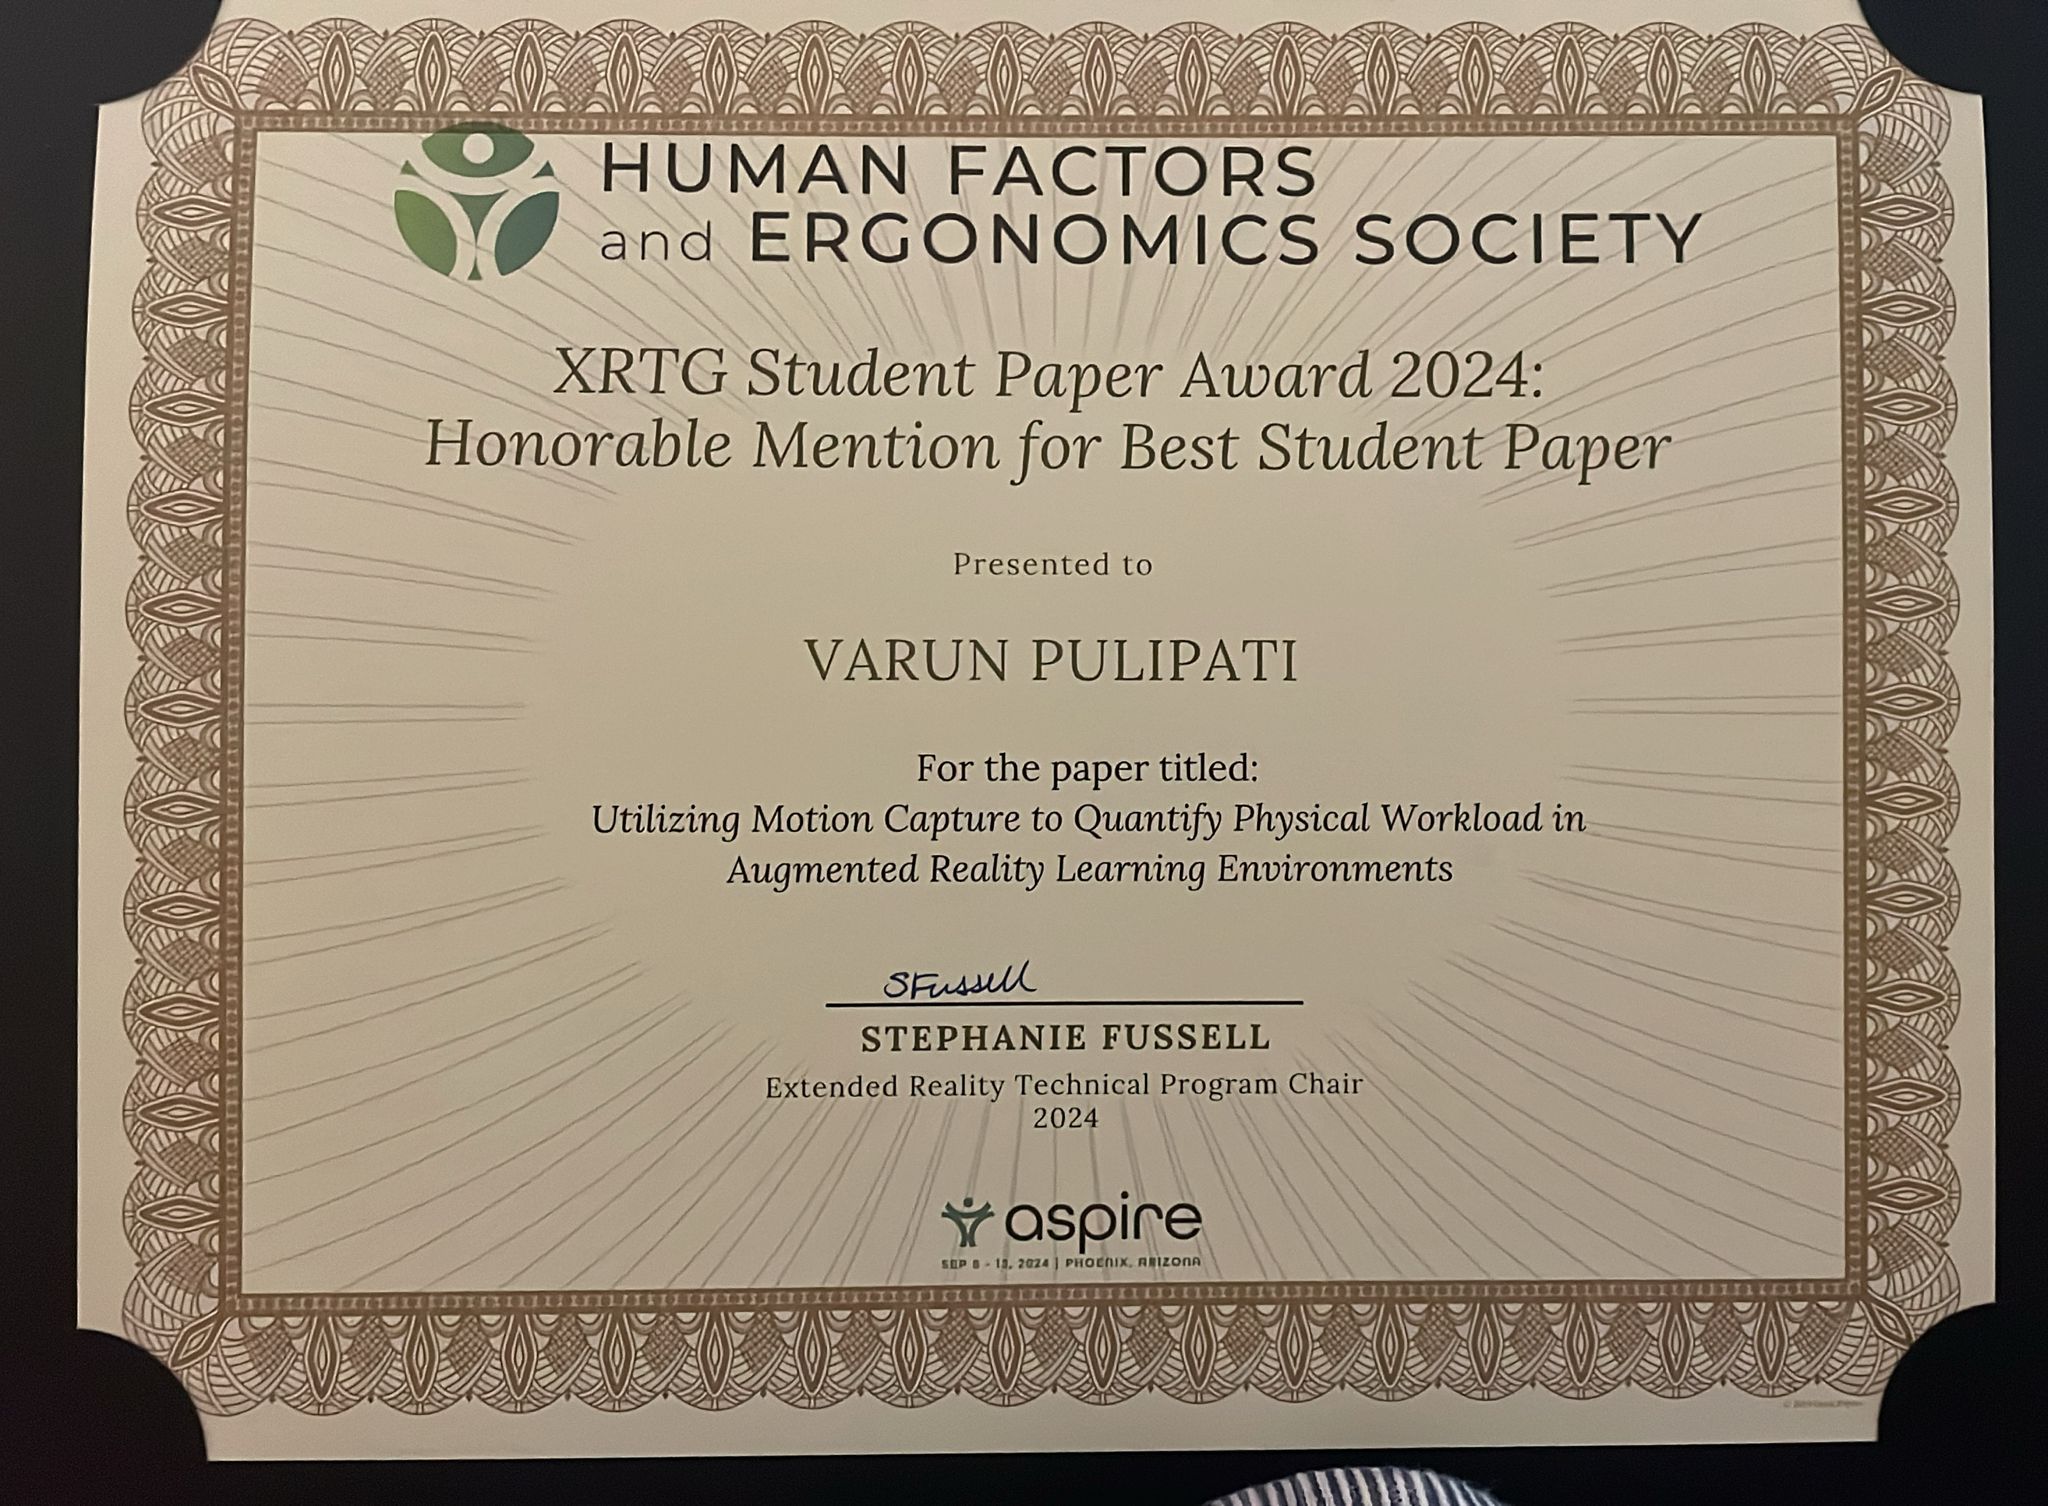 HUMAN FACTORS
and ERGONOMICS SOCIETY
XRTG Student Paper Award 2024:
Honorable Mention for Best Student Paper
Presented to
VARUN PULIPATI
For the paper titled:
Utilizing Motion Capture to Quantify Physical Workload in
Augmented Reality Learning Environments
SFussell
STEPHANIE FUSSELL
Extended Reality Technical Program Chair
2024
aspire
SEP 9 - 13, 2024 | PHOENIX, ARIZONA